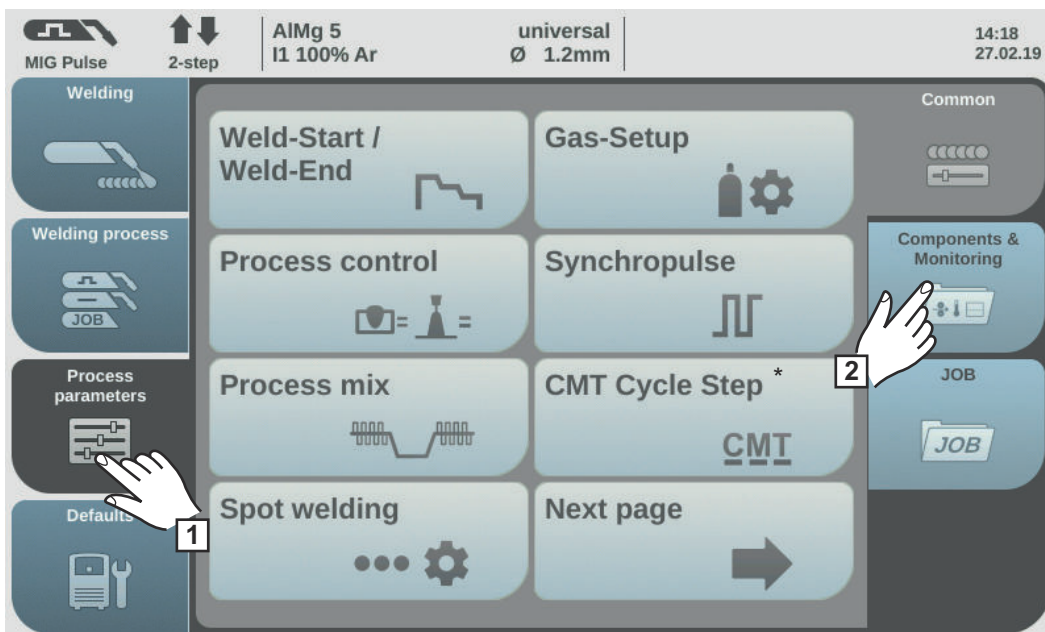 MIG Pulse
2-step
AlMg 5
I1 100% Ar
universal
Ø 1.2mm
14:18
27.02.19
Welding
Welding process
JOB
Process
parameters
1
Defaults
Weld-Start /
Weld-End
Gas-Setup
Process control
Synchropulse
Process mix
CMT Cycle Step *
CMT
Spot welding
Next page
Common
Components &
Monitoring
2
JOB
JOB